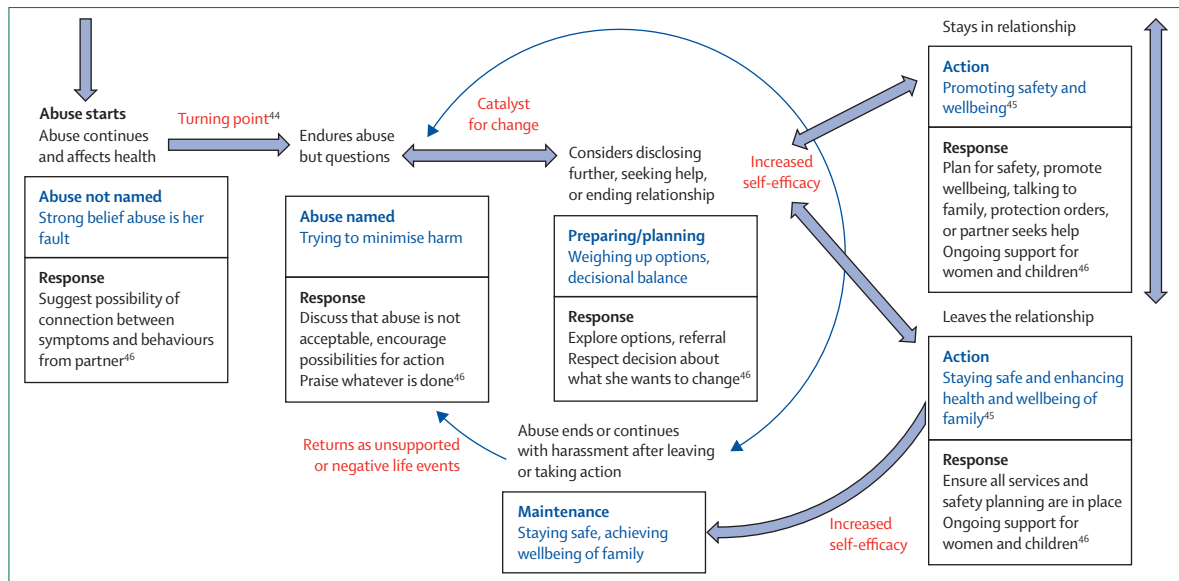 Abuse starts
Abuse continues
and affects health
Abuse not named
Strong belief abuse is her
fault
Response
Suggest possibility of
connection between
symptoms and behaviours
from partner⁴⁶
Turning point⁴⁴
Endures abuse
but questions
Abuse named
Trying to minimise harm
Response
Discuss that abuse is not
acceptable, encourage
possibilities for action
Praise whatever is done⁴⁶
Catalyst
for change
Considers disclosing
further, seeking help,
or ending relationship
Preparing/planning
Weighing up options,
decisional balance
Response
Explore options, referral
Respect decision about
what she wants to change⁴⁶
Increased
self-efficacy
Stays in relationship
Action
Promoting safety and
wellbeing⁴⁵
Response
Plan for safety, promote
wellbeing, talking to
family, protection orders,
or partner seeks help
Ongoing support for
women and children⁴⁶
Leaves the relationship
Action
Staying safe and enhancing
health and wellbeing of
family⁴⁵
Response
Ensure all services and
safety planning are in place
Ongoing support for
women and children⁴⁶
Increased
self-efficacy
Abuse ends or continues
with harassment after leaving
or taking action
Maintenance
Staying safe, achieving
wellbeing of family
Returns as unsupported
or negative life events